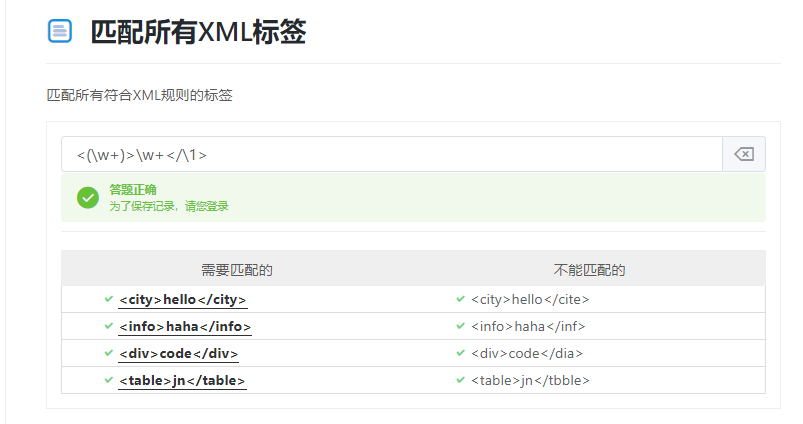 匹配所有XML标签
匹配所有符合XML规则的标签
<(\w+)>\w+</\1>
答题正确
为了保存记录，请您登录
需要匹配的 不能匹配的
<city>hello</city> <city>hello</cite>
<info>haha</info> <info>haha</inf>
<div>code</div> <div>code</dia>
<table>jn</table> <table>jn</tbble>